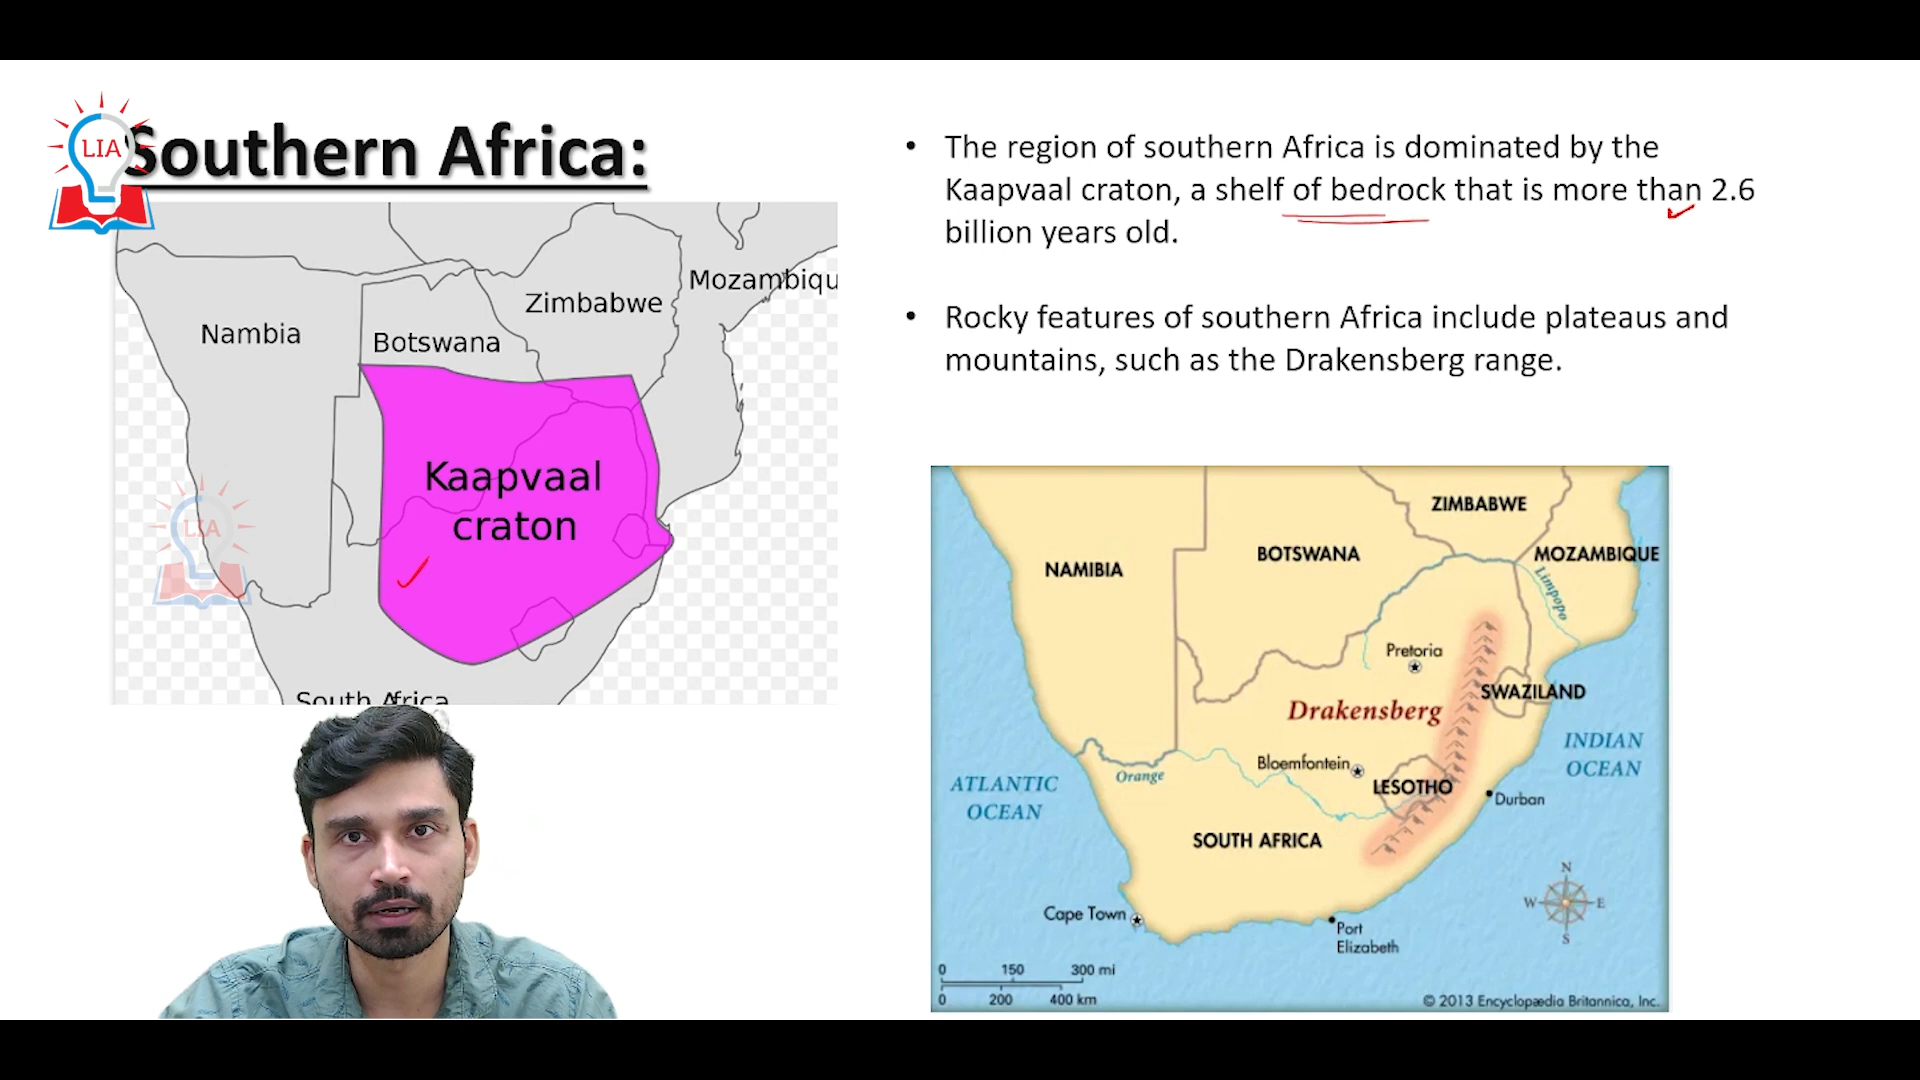 LIA
Southern Africa:
Nambia
Botswana
Zimbabwe
Mozambiqu
Kaapvaal
craton
LIA
South Africa
• The region of southern Africa is dominated by the
Kaapvaal craton, a shelf of bedrock that is more than 2.6
billion years old.
• Rocky features of southern Africa include plateaus and
mountains, such as the Drakensberg range.
ZIMBABWE
NAMIBIA
BOTSWANA
MOZAMBIQUE
Limpopo
Pretoria
SWAZILAND
Drakensberg
INDIAN
OCEAN
Bloemfontein
Orange
LESOTHO
ATLANTIC
OCEAN
Durban
SOUTH AFRICA
N
W E
S
Cape Town
Port
Elizabeth
0 150 300 mi
0 200 400 km
© 2013 Encyclopædia Britannica, Inc.